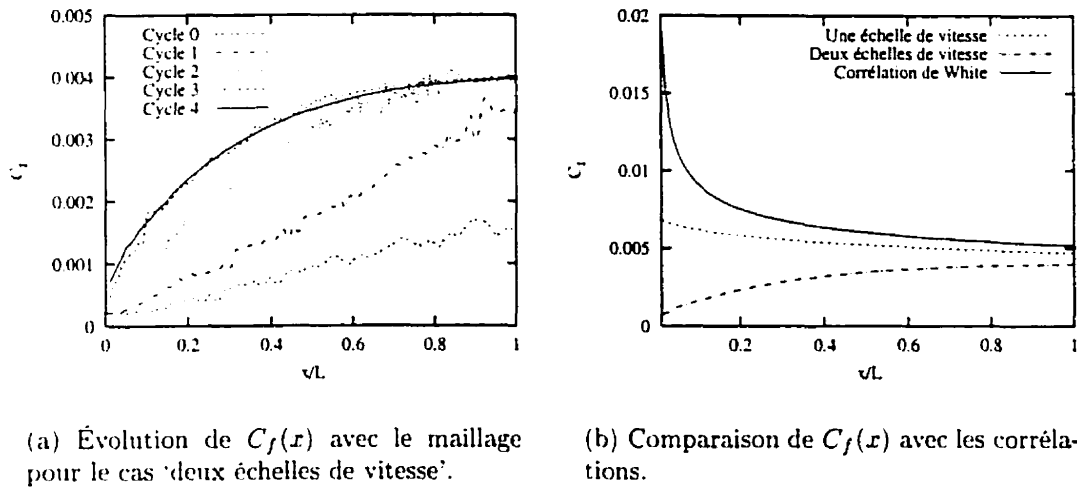 0.005
0.004
0.003
0.002
0.001
0
Cycle 0
Cycle 1
Cycle 2
Cycle 3
Cycle 4
0 0.2 0.4 0.6 0.8 1
x/L
C_f
0.02
0.015
0.01
0.005
0
Une échelle de vitesse
Deux échelles de vitesse
Corrélation de White
0.2 0.4 0.6 0.8 1
x/L
C_f
(a) Évolution de C_f(x) avec le maillage
pour le cas 'deux échelles de vitesse'.
(b) Comparaison de C_f(x) avec les corréla-
tions.